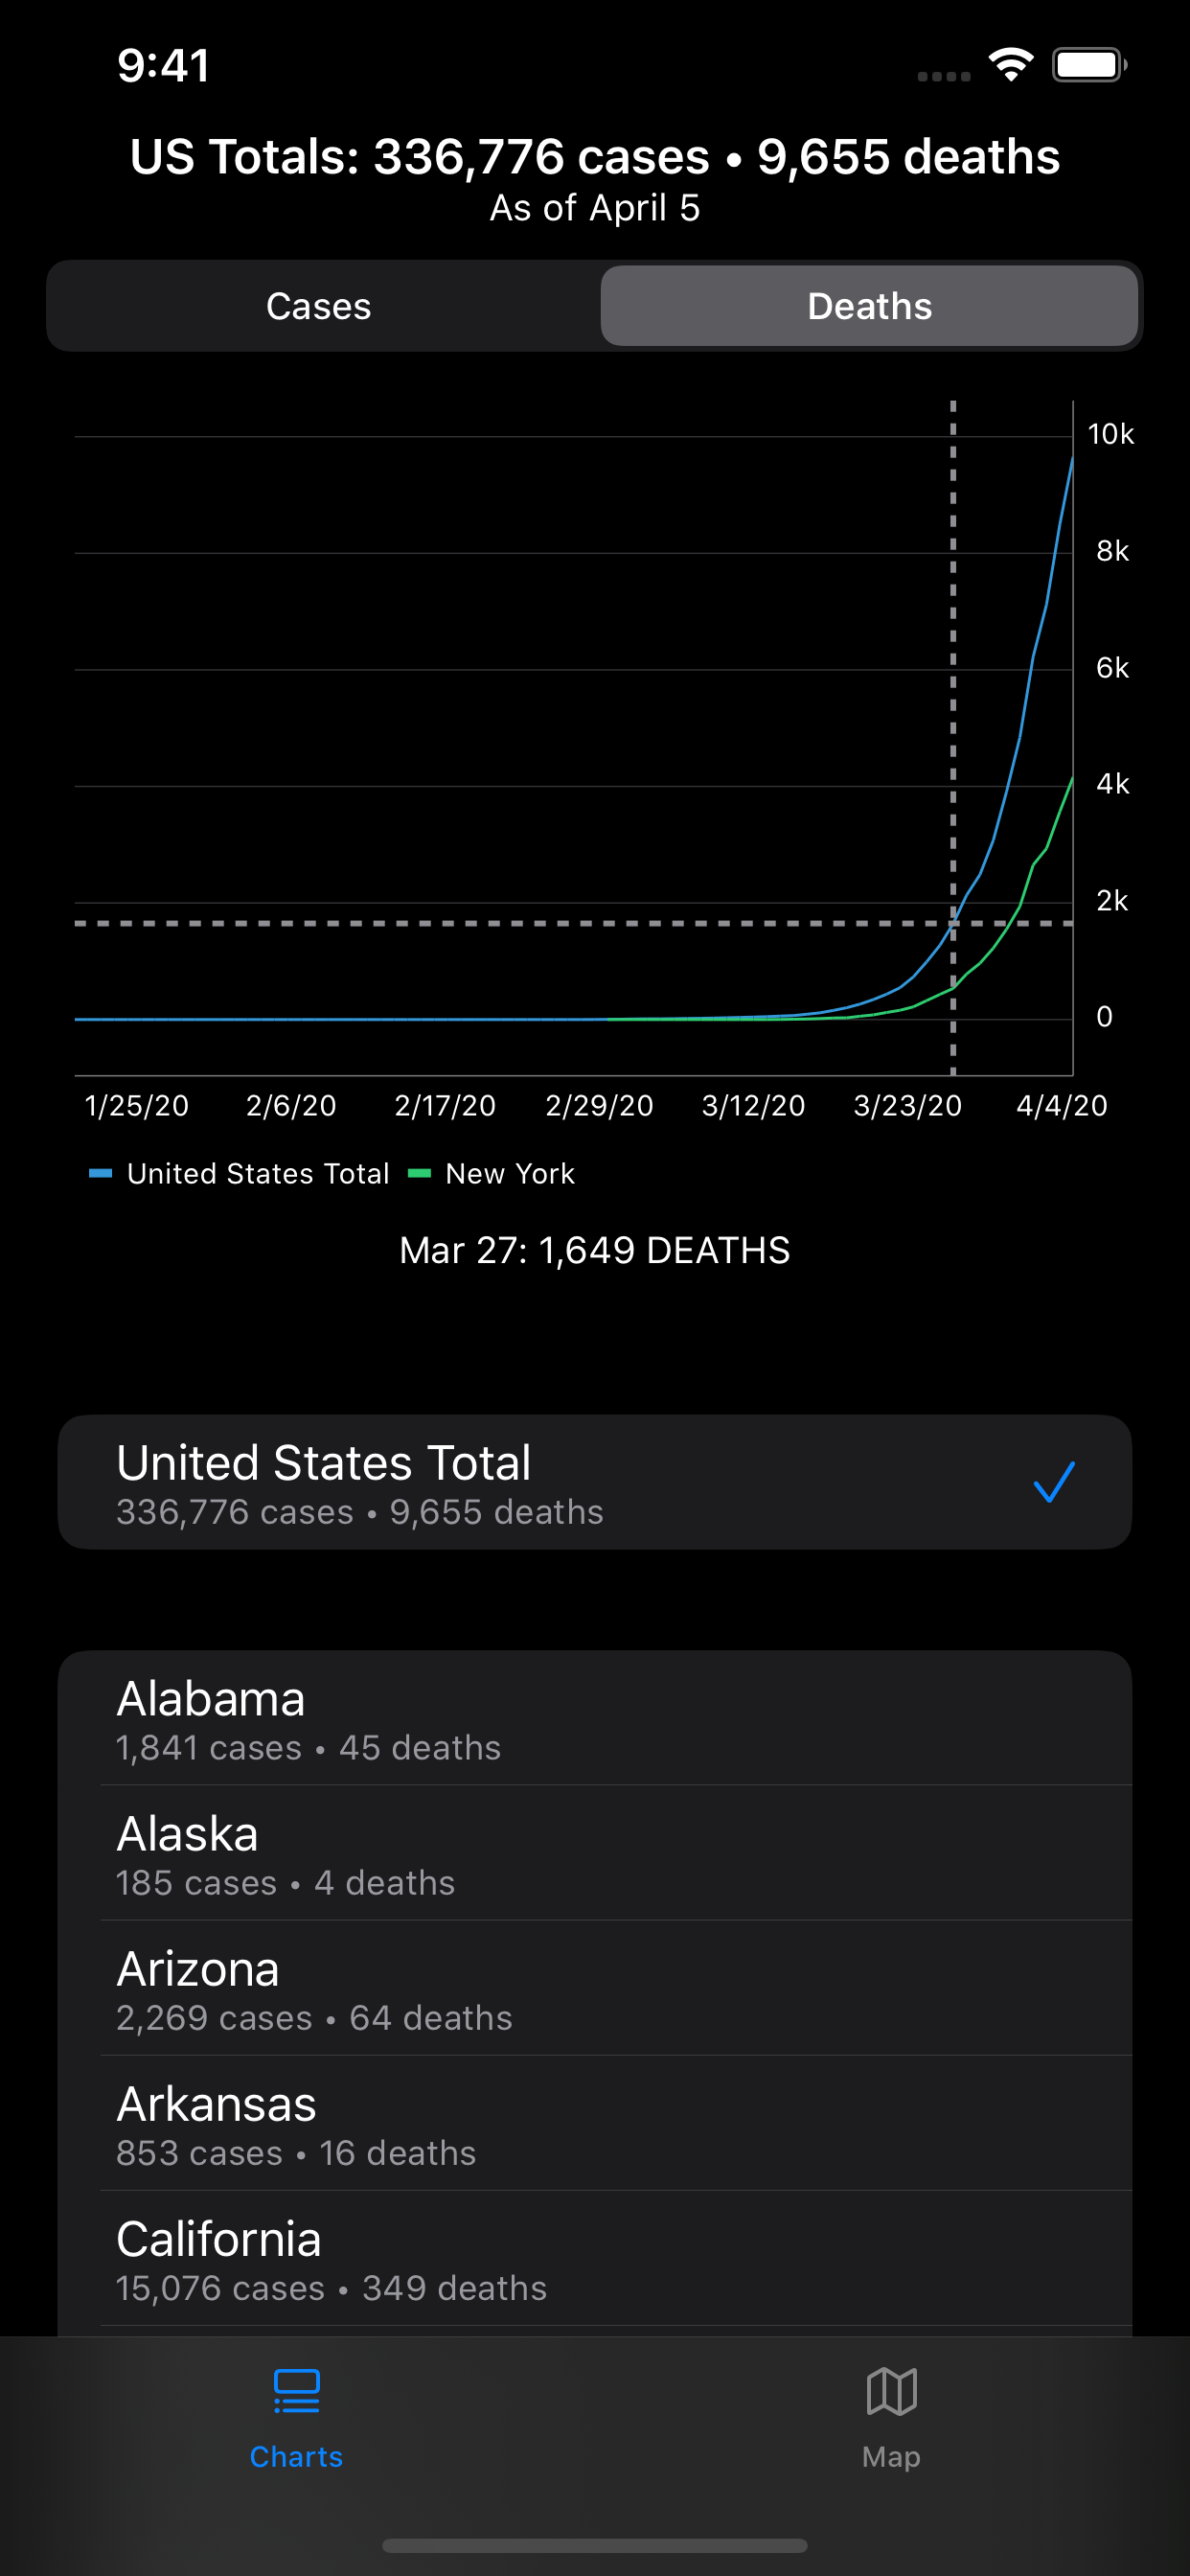 9:41
US Totals: 336,776 cases • 9,655 deaths
As of April 5
Cases Deaths
10k
8k
6k
4k
2k
0
1/25/20 2/6/20 2/17/20 2/29/20 3/12/20 3/23/20 4/4/20
United States Total New York
Mar 27: 1,649 DEATHS
United States Total
336,776 cases • 9,655 deaths
Alabama
1,841 cases • 45 deaths
Alaska
185 cases • 4 deaths
Arizona
2,269 cases • 64 deaths
Arkansas
853 cases • 16 deaths
California
15,076 cases • 349 deaths
Charts Map